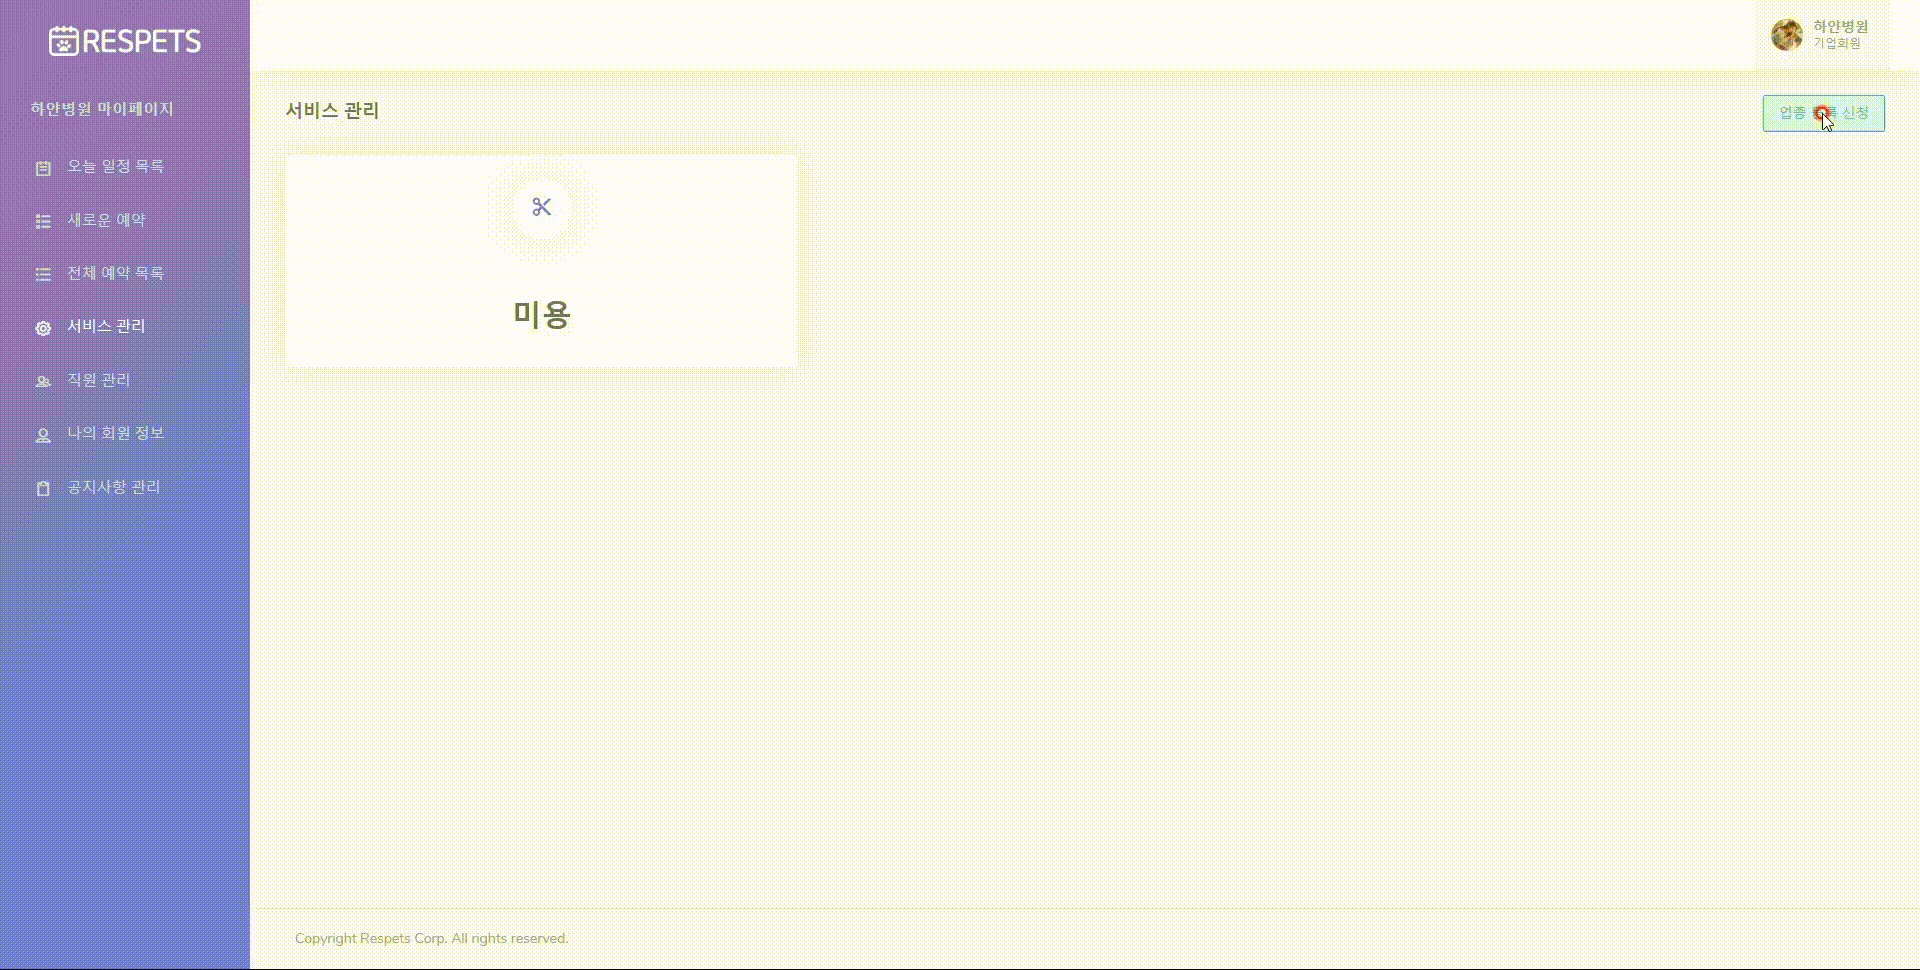 RESPETS
하얀병원
기업회원
하얀병원 마이페이지
오늘 일정 목록
새로운 예약
전체 예약 목록
서비스 관리
직원 관리
나의 회원 정보
공지사항 관리
서비스 관리
업종 신청
미용
Copyright Respets Corp. All rights reserved.